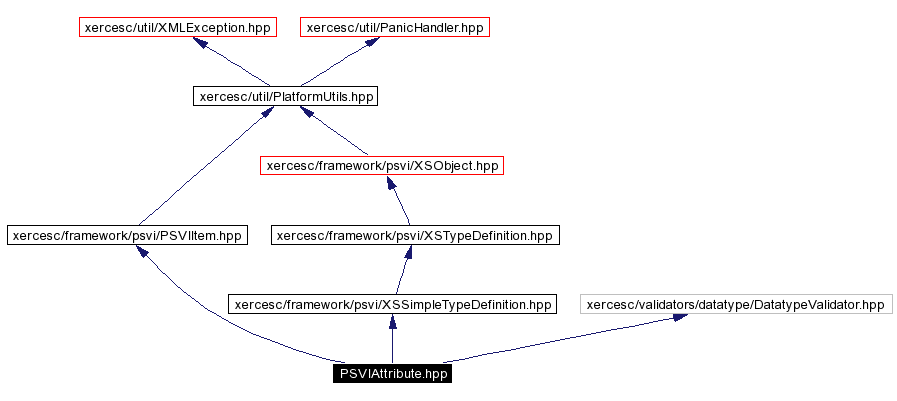 xercesc/util/XMLException.hpp
xercesc/util/PanicHandler.hpp
xercesc/util/PlatformUtils.hpp
xercesc/framework/psvi/XSObject.hpp
xercesc/framework/psvi/PSVIItem.hpp
xercesc/framework/psvi/XSTypeDefinition.hpp
xercesc/framework/psvi/XSSimpleTypeDefinition.hpp
xercesc/validators/datatype/DatatypeValidator.hpp
PSVIAttribute.hpp